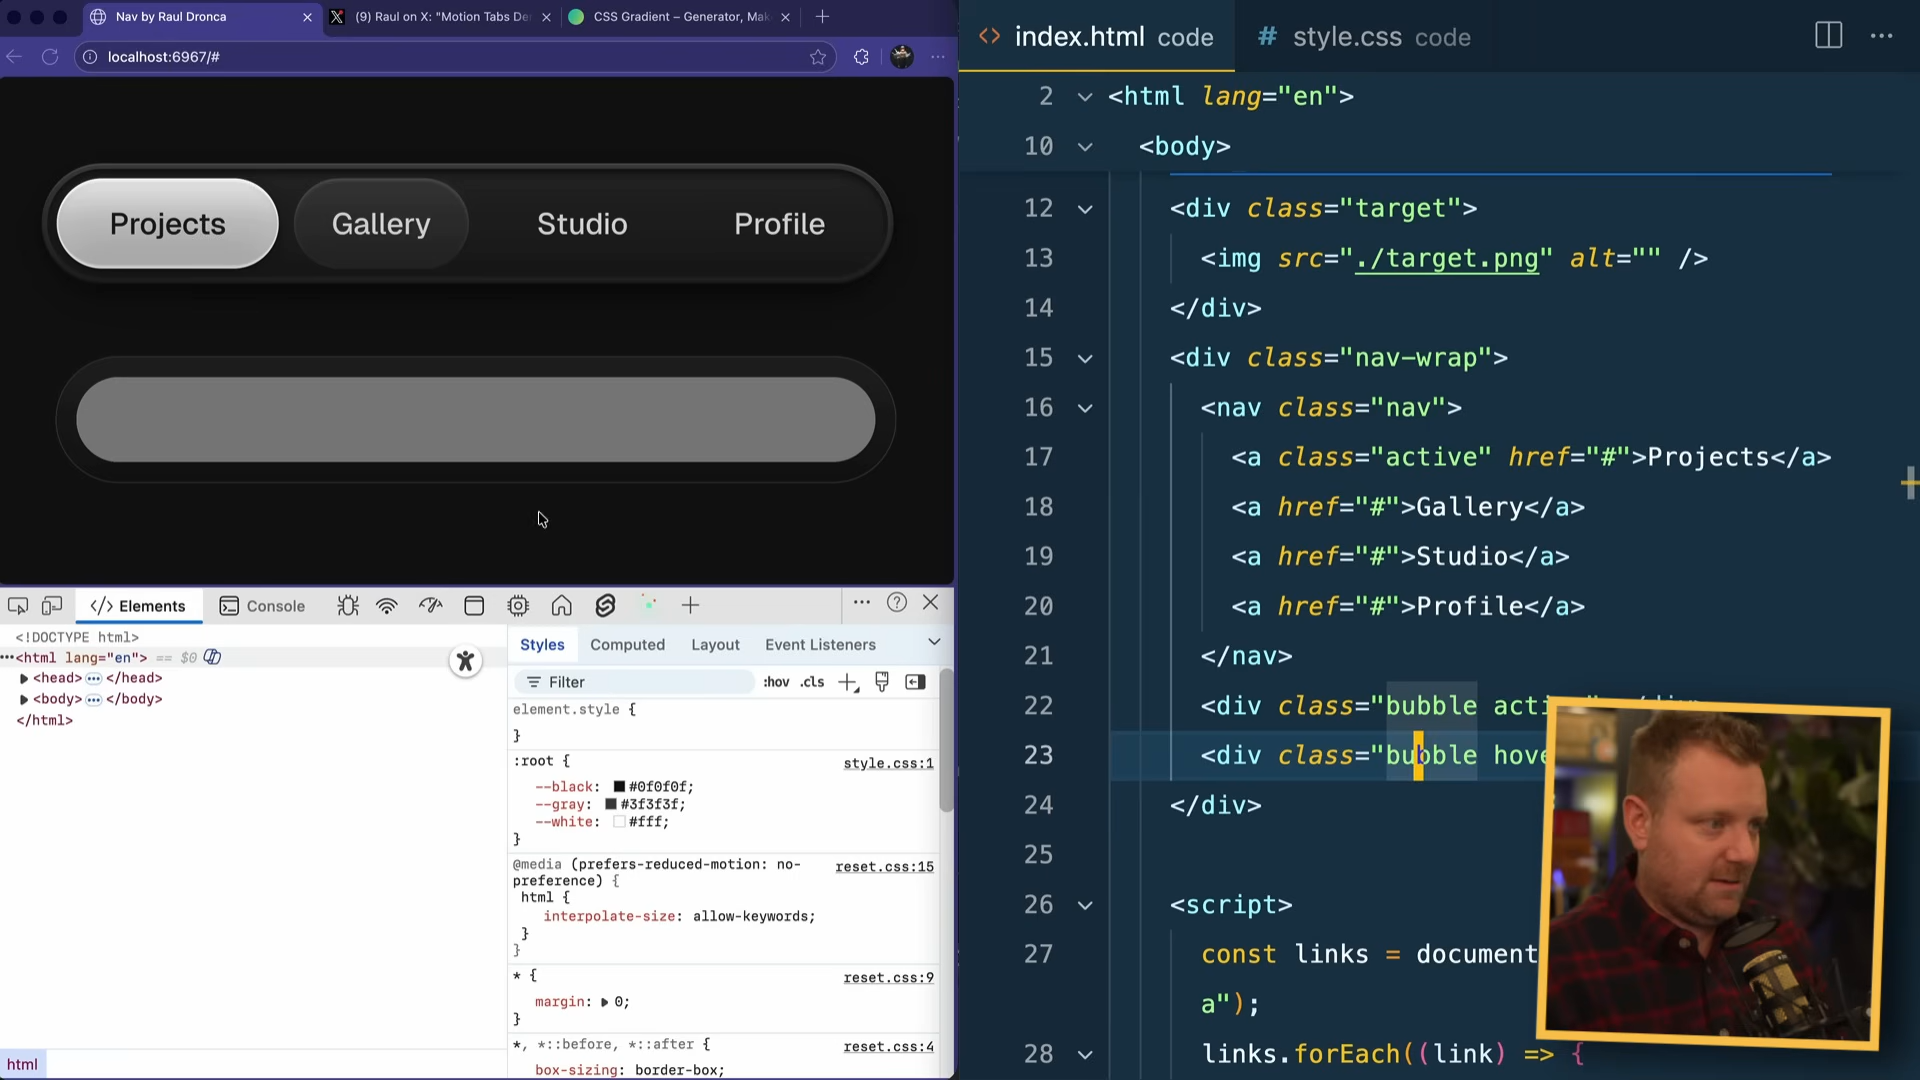 Nav by Raul Dronca
(9) Raul on X: "Motion Tabs De
CSS Gradient – Generator, Mak
localhost:6967/#
Projects
Gallery
Studio
Profile
Elements
Console
<!DOCTYPE html>
<html lang="en"> == $0
<head> ••• </head>
<body> ••• </body>
</html>
html
Styles
Computed
Layout
Event Listeners
Filter
:hov
.cls
element.style {
}
:root { style.css:1
--black: #0f0f0f;
--gray: #3f3f3f;
--white: #fff;
}
@media (prefers-reduced-motion: no- reset.css:15
preference) {
html {
interpolate-size: allow-keywords;
}
}
* { reset.css:9
margin: 0;
}
*, *::before, *::after { reset.css:4
box-sizing: border-box;
index.html code
style.css code
2 <html lang="en">
10 <body>
12 <div class="target">
13 <img src="./target.png" alt="" />
14 </div>
15 <div class="nav-wrap">
16 <nav class="nav">
17 <a class="active" href="#">Projects</a>
18 <a href="#">Gallery</a>
19 <a href="#">Studio</a>
20 <a href="#">Profile</a>
21 </nav>
22 <div class="bubble acti
23 <div class="bubble hove
24 </div>
25
26 <script>
27 const links = document
a");
28 links.forEach((link) => {